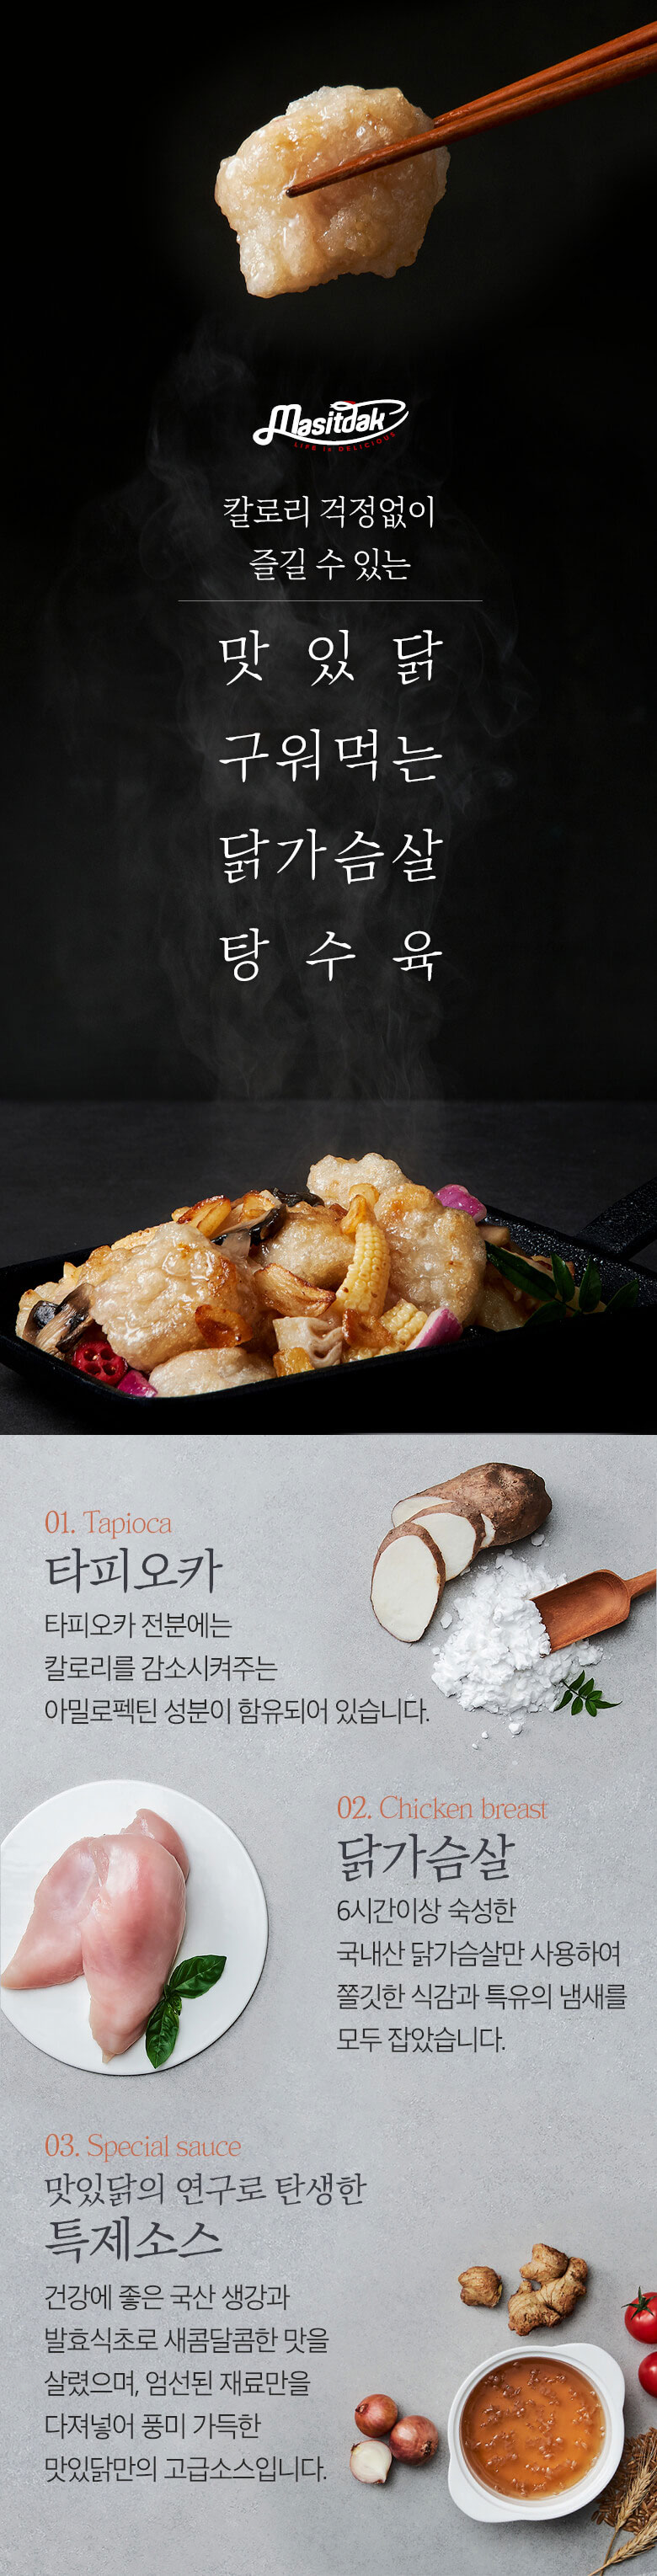 Masitdak
LIFE is DELICIOUS
칼로리 걱정없이
즐길 수 있는
맛있닭
구워먹는
닭가슴살
탕수육
01. Tapioca
타피오카
타피오카 전분에는
칼로리를 감소시켜주는
아밀로펙틴 성분이 함유되어 있습니다.
02. Chicken breast
닭가슴살
6시간이상 숙성한
국내산 닭가슴살만 사용하여
쫄깃한 식감과 특유의 냄새를
모두 잡았습니다.
03. Special sauce
맛있닭의 연구로 탄생한
특제소스
건강에 좋은 국산 생강과
발효식초로 새콤달콤한 맛을
살렸으며, 엄선된 재료만을
다져넣어 풍미 가득한
맛있닭만의 고급소스입니다.